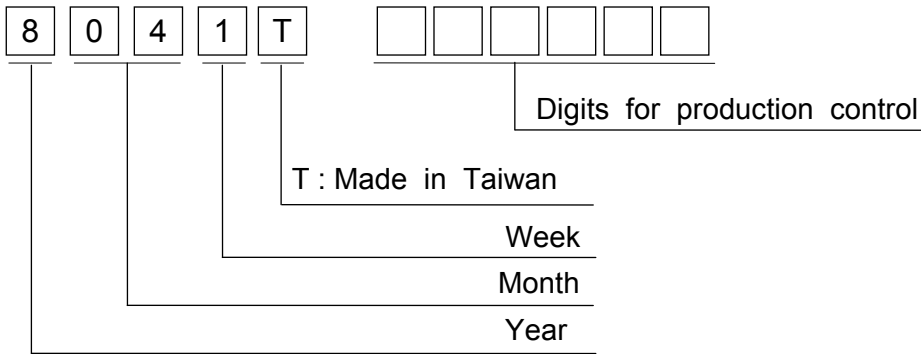 8 0 4 1 T
Digits for production control
T : Made in Taiwan
Week
Month
Year